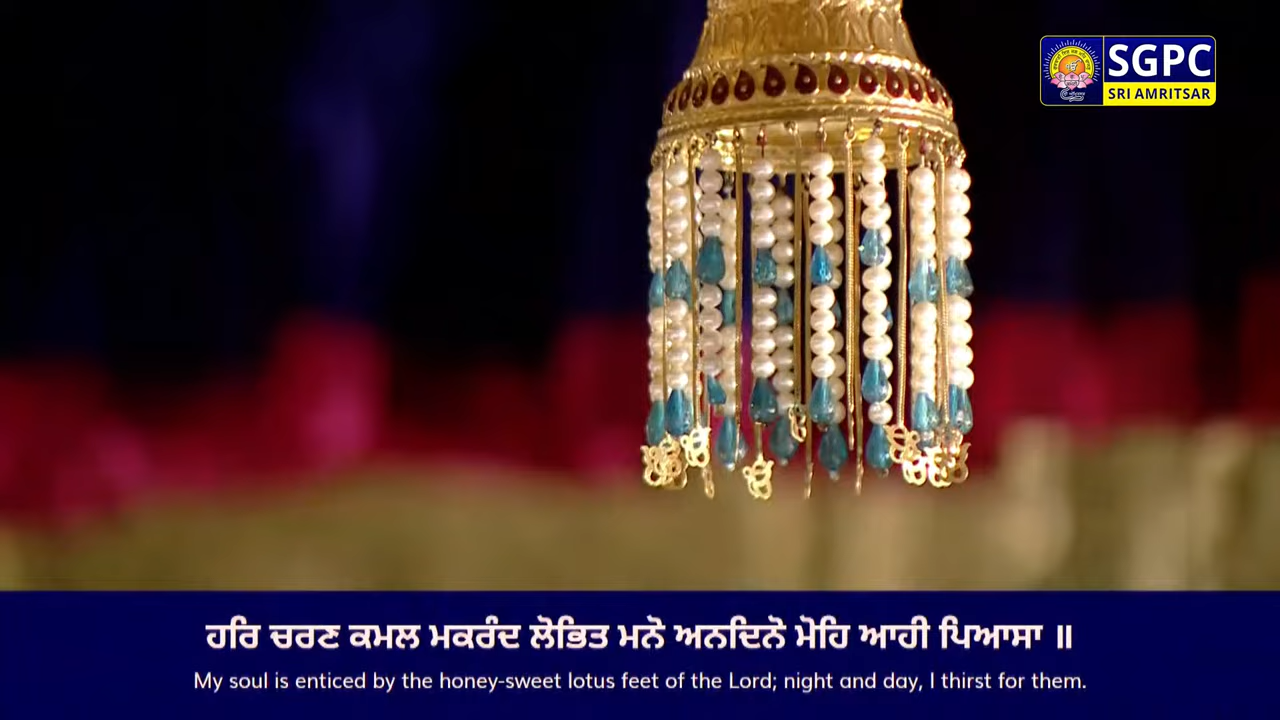 SGPC
SRI AMRITSAR
ਹਰਿ ਚਰਣ ਕਮਲ ਮਕਰੰਦ ਲੋਭਿਤ ਮਨੋ ਅਨਦਿਨੋ ਮੋਹਿ ਆਹੀ ਪਿਆਸਾ ॥
My soul is enticed by the honey-sweet lotus feet of the Lord; night and day, I thirst for them.